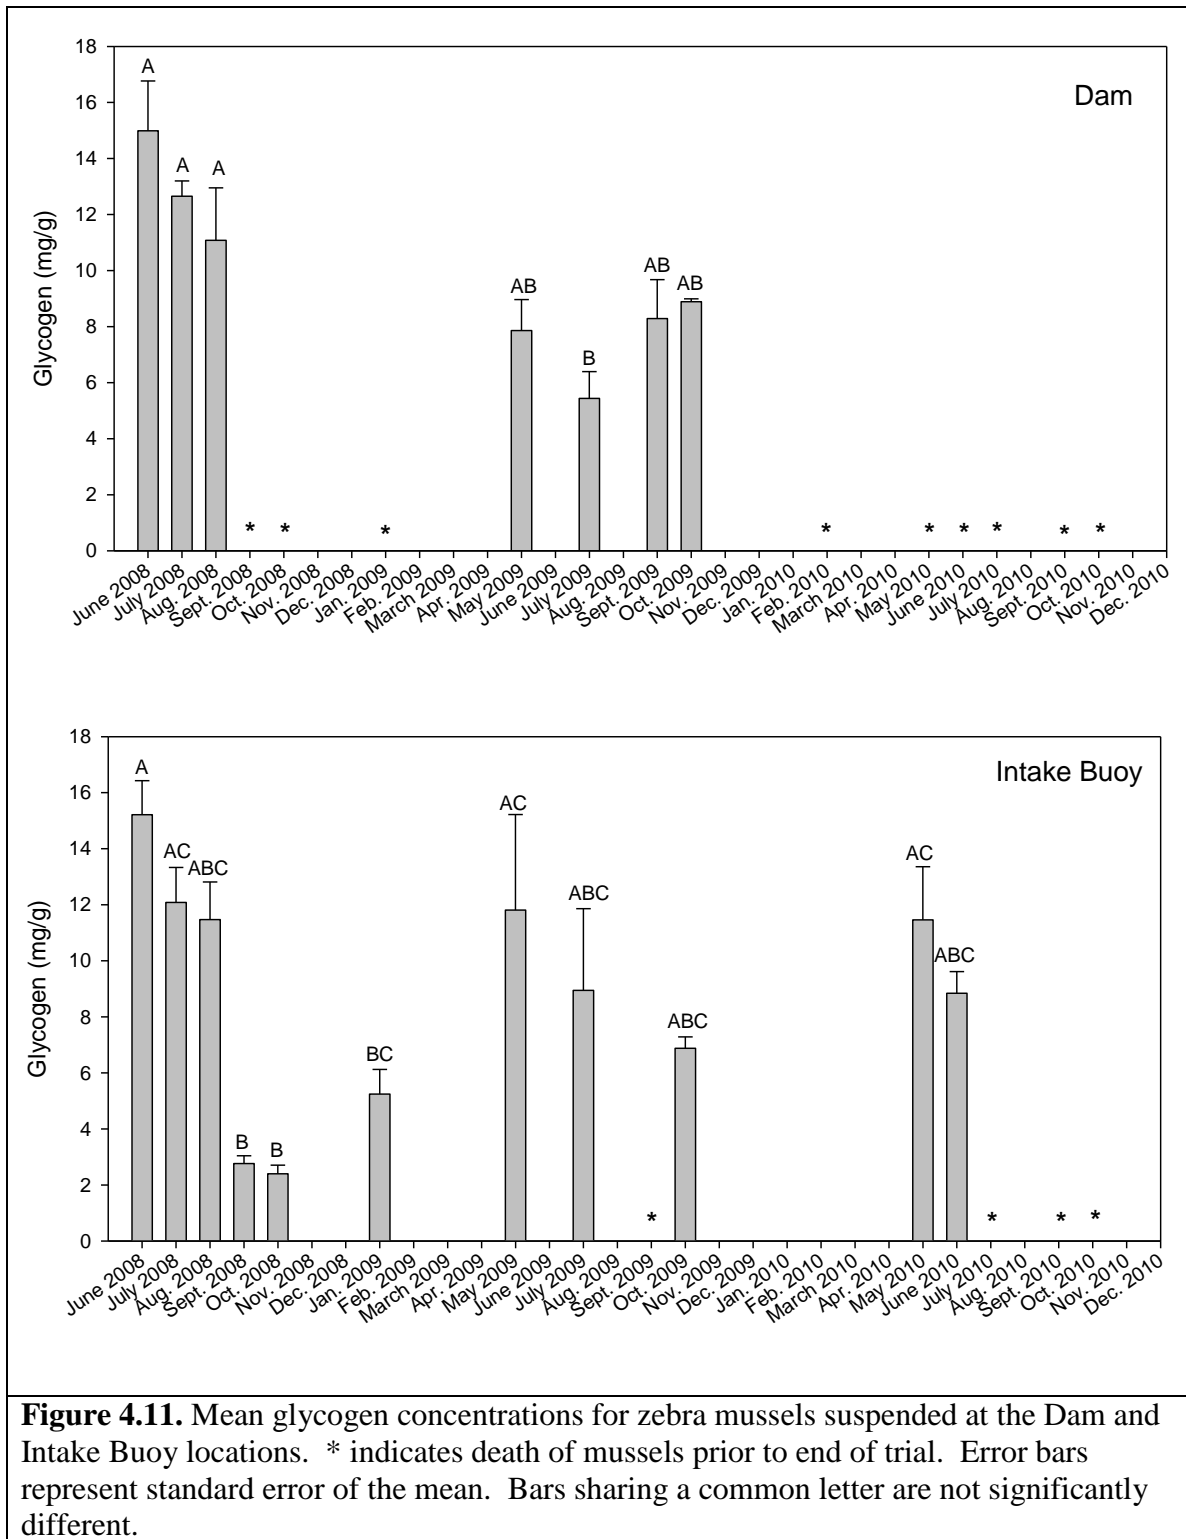 18
16
14
12
10
8
6
4
2
0
Glycogen (mg/g)
Dam
A
A
A
AB
B
AB
AB
* * * * * * * * *
June 2008
July 2008
Aug. 2008
Sept. 2008
Oct. 2008
Nov. 2008
Dec. 2008
Jan. 2009
Feb. 2009
March 2009
Apr. 2009
May 2009
June 2009
July 2009
Aug. 2009
Sept. 2009
Oct. 2009
Nov. 2009
Dec. 2009
Jan. 2010
Feb. 2010
March 2010
Apr. 2010
May 2010
June 2010
July 2010
Aug. 2010
Sept. 2010
Oct. 2010
Nov. 2010
Dec. 2010
18
16
14
12
10
8
6
4
2
0
Glycogen (mg/g)
Intake Buoy
A
AC
ABC
B
B
BC
AC
ABC
ABC
AC
ABC
* * * *
June 2008
July 2008
Aug. 2008
Sept. 2008
Oct. 2008
Nov. 2008
Dec. 2008
Jan. 2009
Feb. 2009
March 2009
Apr. 2009
May 2009
June 2009
July 2009
Aug. 2009
Sept. 2009
Oct. 2009
Nov. 2009
Dec. 2009
Jan. 2010
Feb. 2010
March 2010
Apr. 2010
May 2010
June 2010
July 2010
Aug. 2010
Sept. 2010
Oct. 2010
Nov. 2010
Dec. 2010
Figure 4.11. Mean glycogen concentrations for zebra mussels suspended at the Dam and
Intake Buoy locations. * indicates death of mussels prior to end of trial. Error bars
represent standard error of the mean. Bars sharing a common letter are not significantly
different.